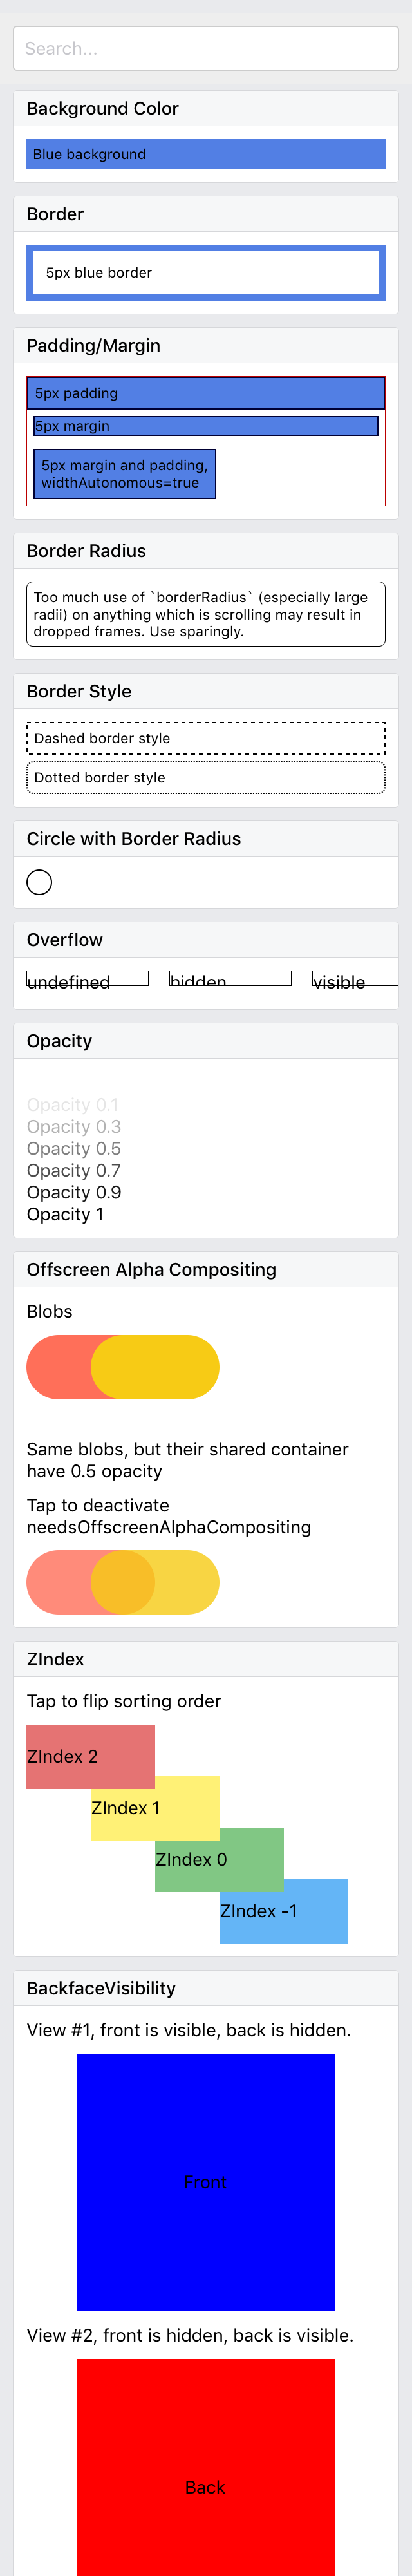 Search...
Background Color
Blue background
Border
5px blue border
Padding/Margin
5px padding
5px margin
5px margin and padding,
widthAutonomous=true
Border Radius
Too much use of `borderRadius` (especially large
radii) on anything which is scrolling may result in
dropped frames. Use sparingly.
Border Style
Dashed border style
Dotted border style
Circle with Border Radius
Overflow
undefined hidden visible
Opacity
Opacity 0.1
Opacity 0.3
Opacity 0.5
Opacity 0.7
Opacity 0.9
Opacity 1
Offscreen Alpha Compositing
Blobs
Same blobs, but their shared container
have 0.5 opacity
Tap to deactivate
needsOffscreenAlphaCompositing
ZIndex
Tap to flip sorting order
ZIndex 2
ZIndex 1
ZIndex 0
ZIndex -1
BackfaceVisibility
View #1, front is visible, back is hidden.
Front
View #2, front is hidden, back is visible.
Back